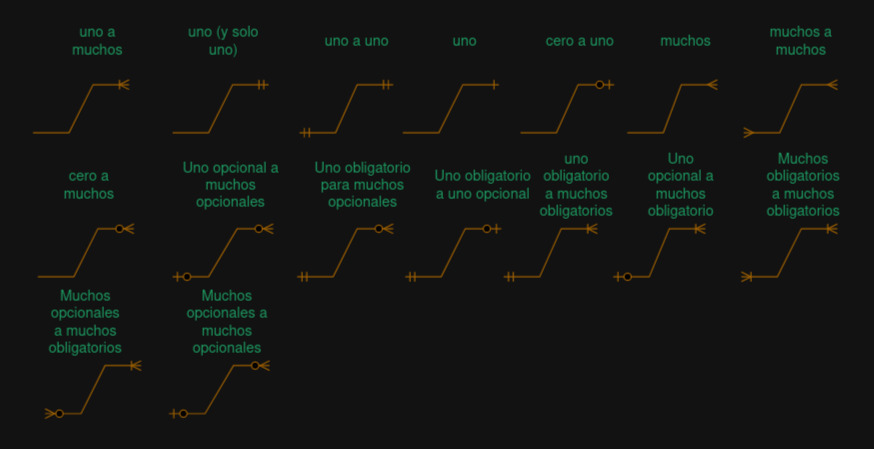 uno a
muchos
uno (y solo
uno)
uno a uno
uno
cero a uno
muchos
muchos a
muchos
cero a
muchos
Uno opcional a
muchos
opcionales
Uno obligatorio
para muchos
opcionales
Uno obligatorio
a uno opcional
uno
obligatorio
a muchos
obligatorios
Uno
opcional a
muchos
obligatorio
Muchos
obligatorios
a muchos
obligatorios
Muchos
opcionales
a muchos
obligatorios
Muchos
opcionales a
muchos
opcionales